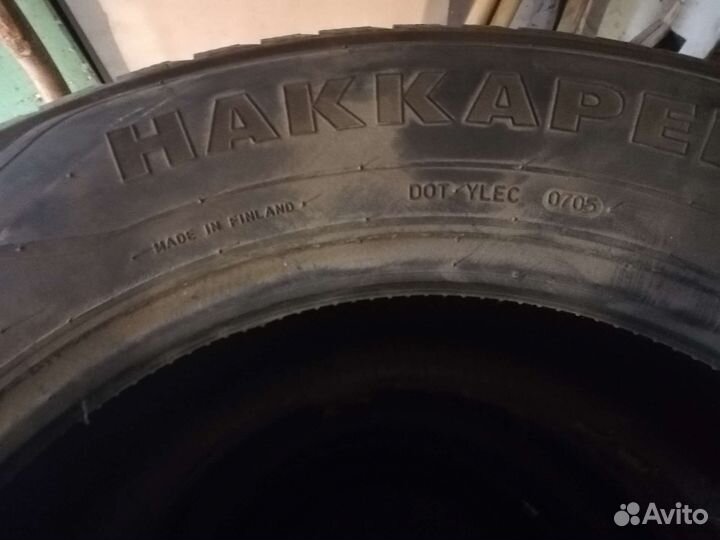 HAKKAPE
MADE IN FINLAND
DOT YLEC 0705
Avito